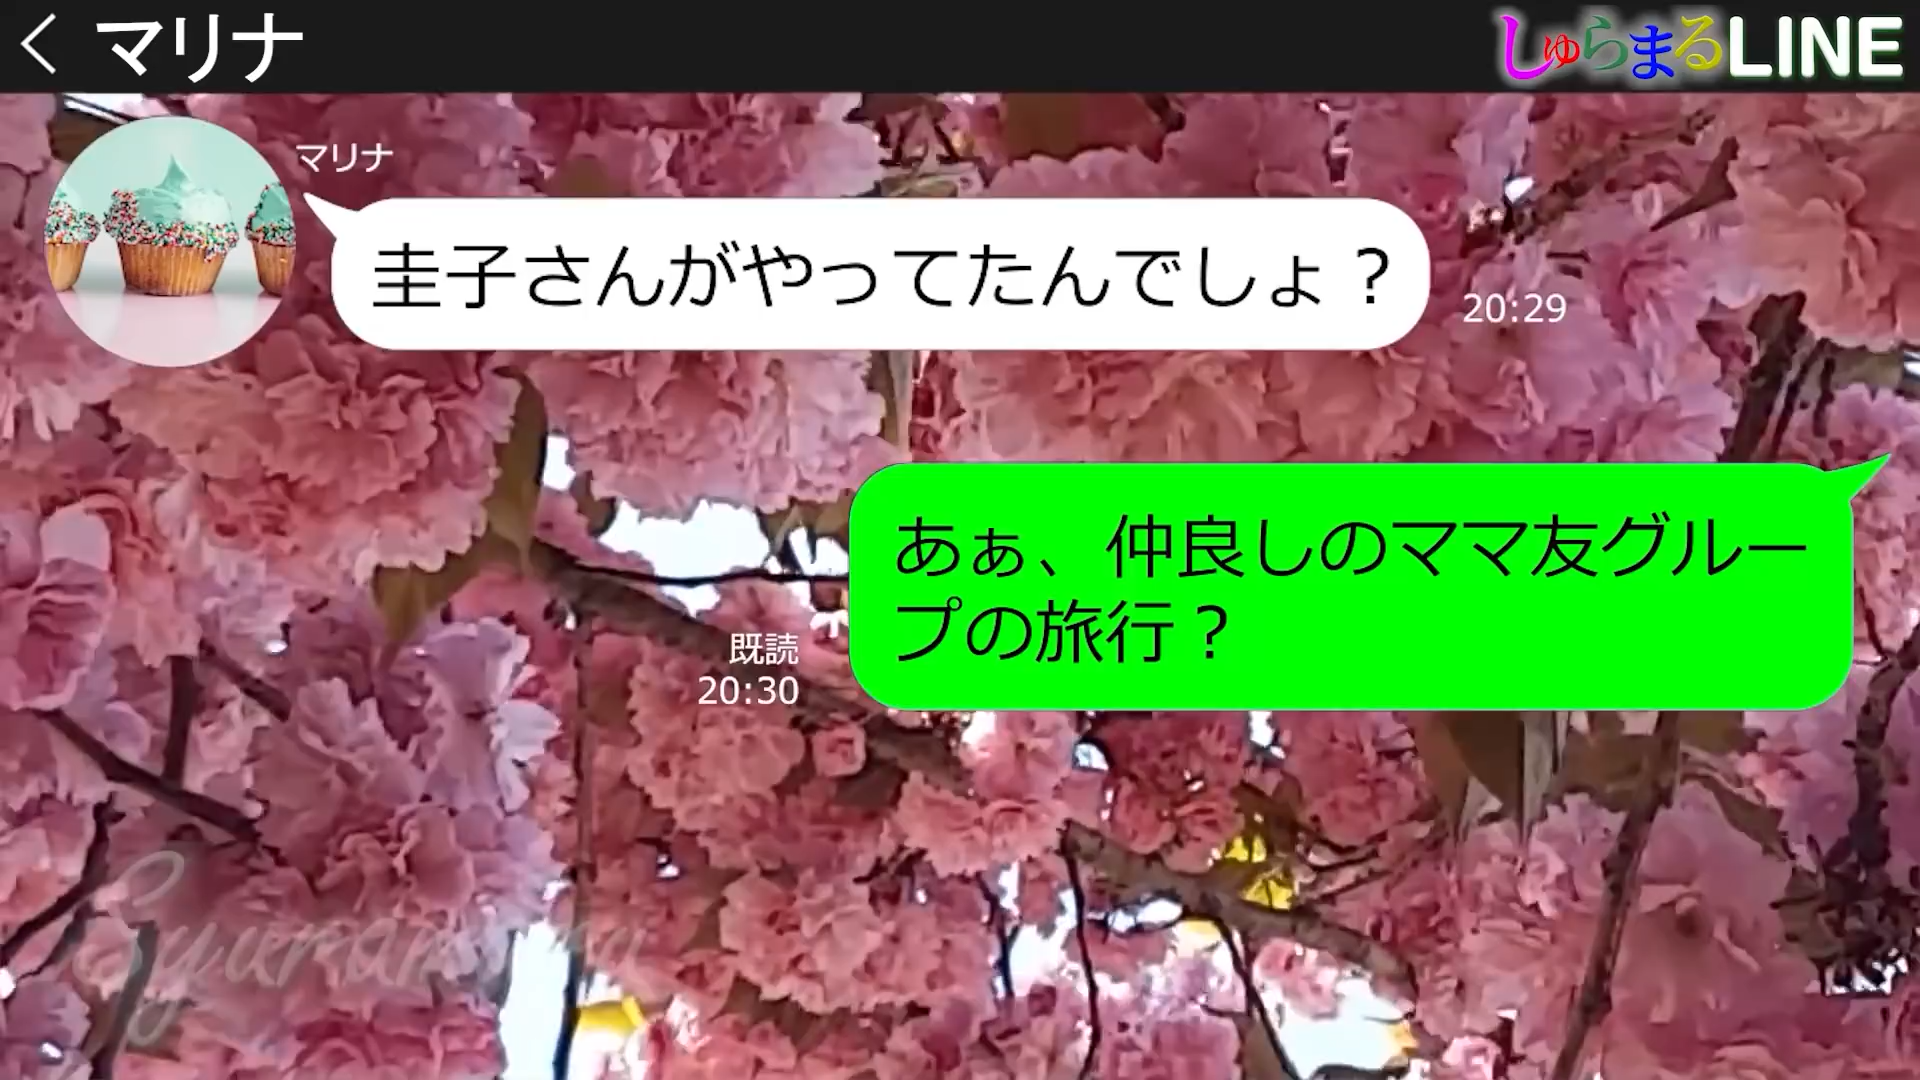 マリナ
しゅらまるLINE
マリナ
圭子さんがやってたんでしょ？
20:29
あぁ、仲良しのママ友グルー
プの旅行？
既読
20:30